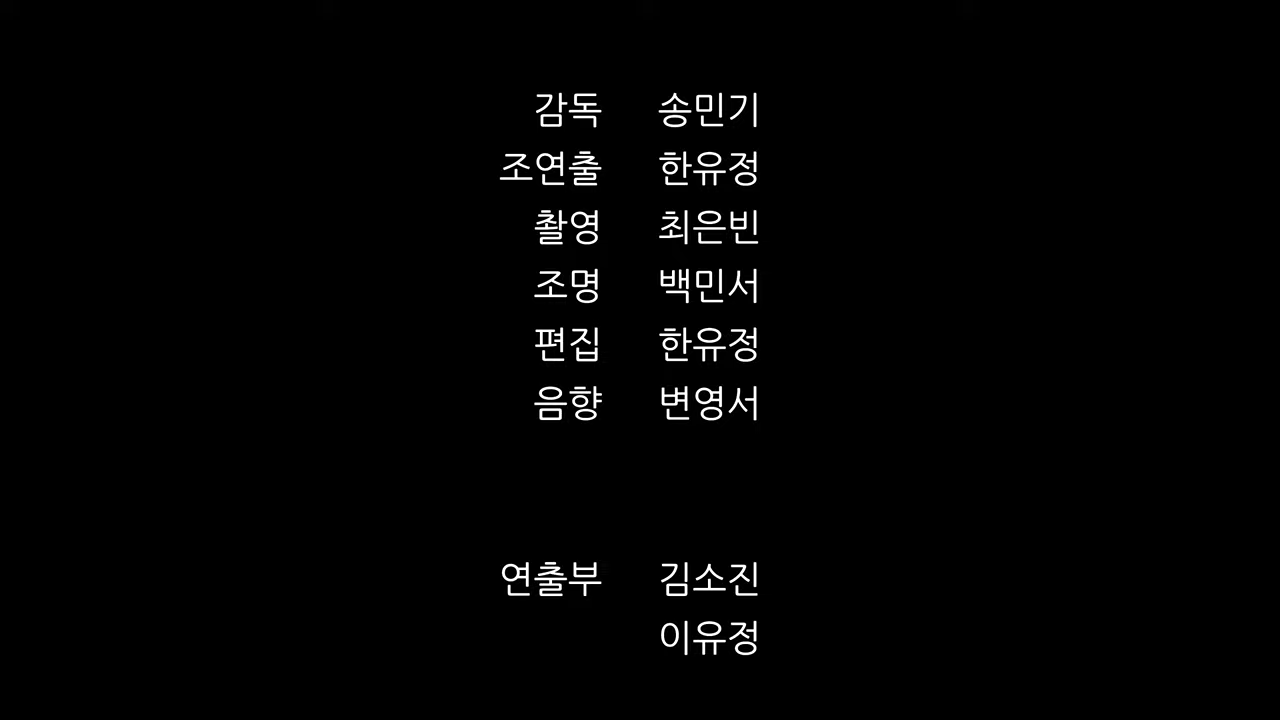 감독 송민기
조연출 한유정
촬영 최은빈
조명 백민서
편집 한유정
음향 변영서
연출부 김소진
이유정